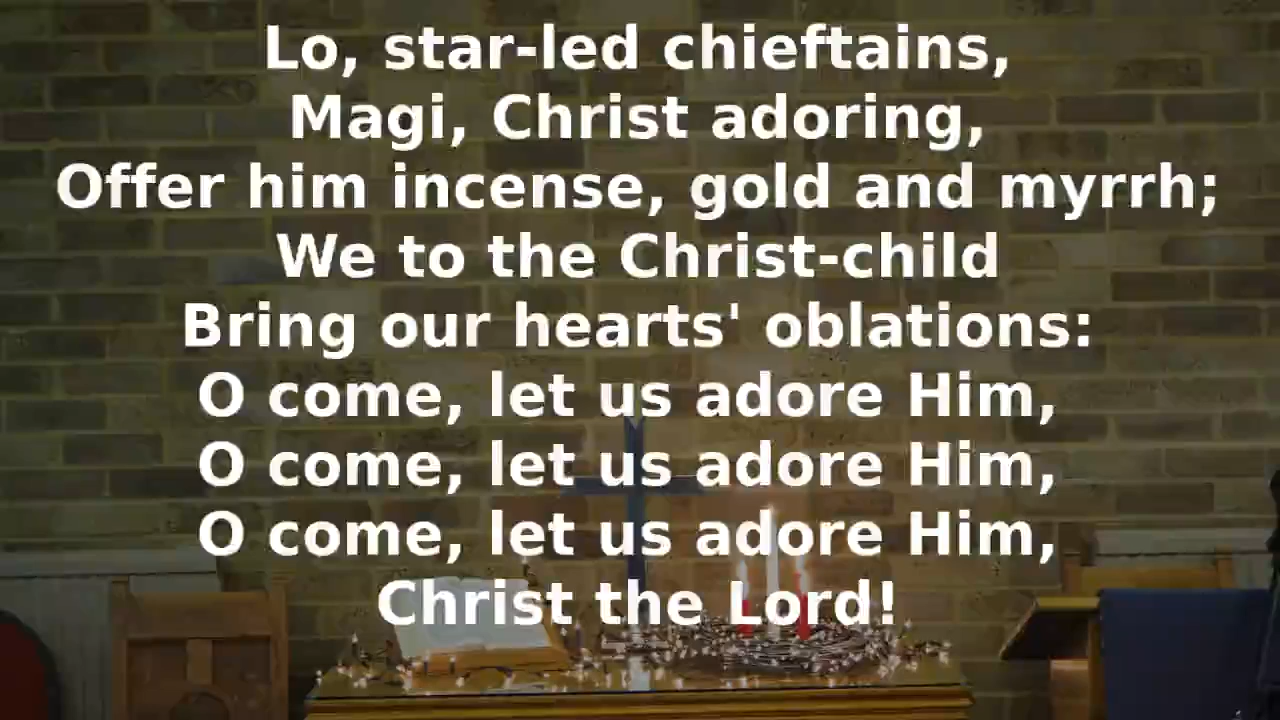 Lo, star-led chieftains,
Magi, Christ adoring,
Offer him incense, gold and myrrh;
We to the Christ-child
Bring our hearts' oblations:
O come, let us adore Him,
O come, let us adore Him,
O come, let us adore Him,
Christ the Lord!